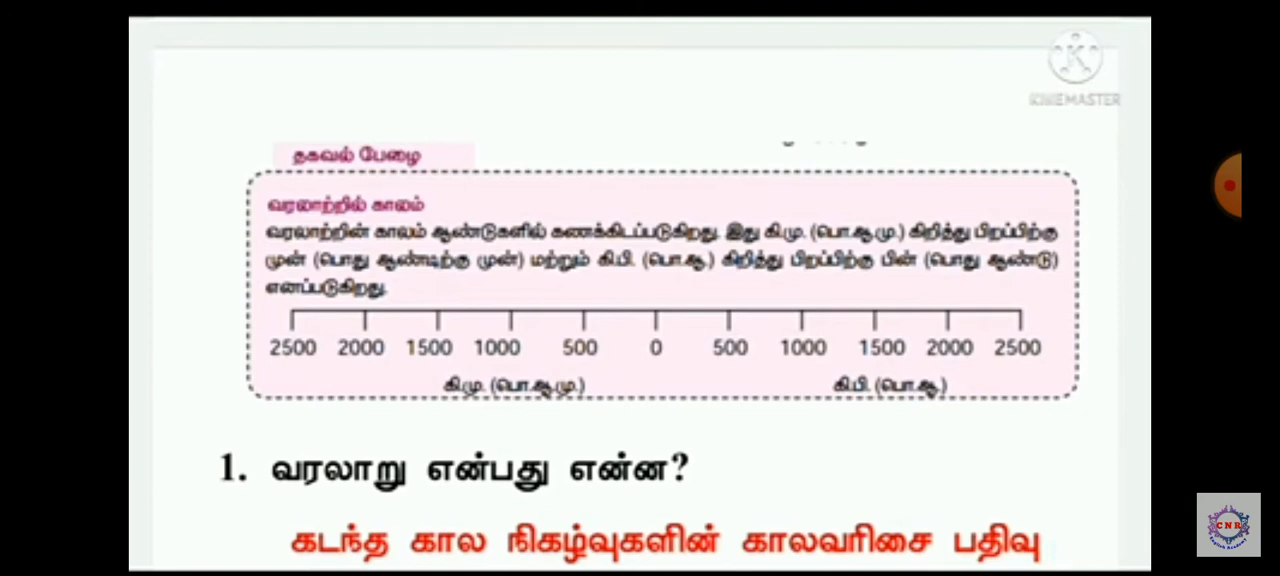 KINEMASTER
தகவல் பேழை
வரலாற்றில் காலம்
வரலாற்றின் காலம் ஆண்டுகளில் கணக்கிடப்படுகிறது. இது கி.மு. (பொ.ஆ.மு.) கிறித்து பிறப்பிற்கு
முன் (பொது ஆண்டிற்கு முன்) மற்றும் கி.பி. (பொ.ஆ.) கிறித்து பிறப்பிற்கு பின் (பொது ஆண்டு)
எனப்படுகிறது.
2500 2000 1500 1000 500 0 500 1000 1500 2000 2500
கி.மு. (பொ.ஆ.மு.) கி.பி. (பொ.ஆ.)
1. வரலாறு என்பது என்ன?
கடந்த கால நிகழ்வுகளின் காலவரிசை பதிவு
CNR